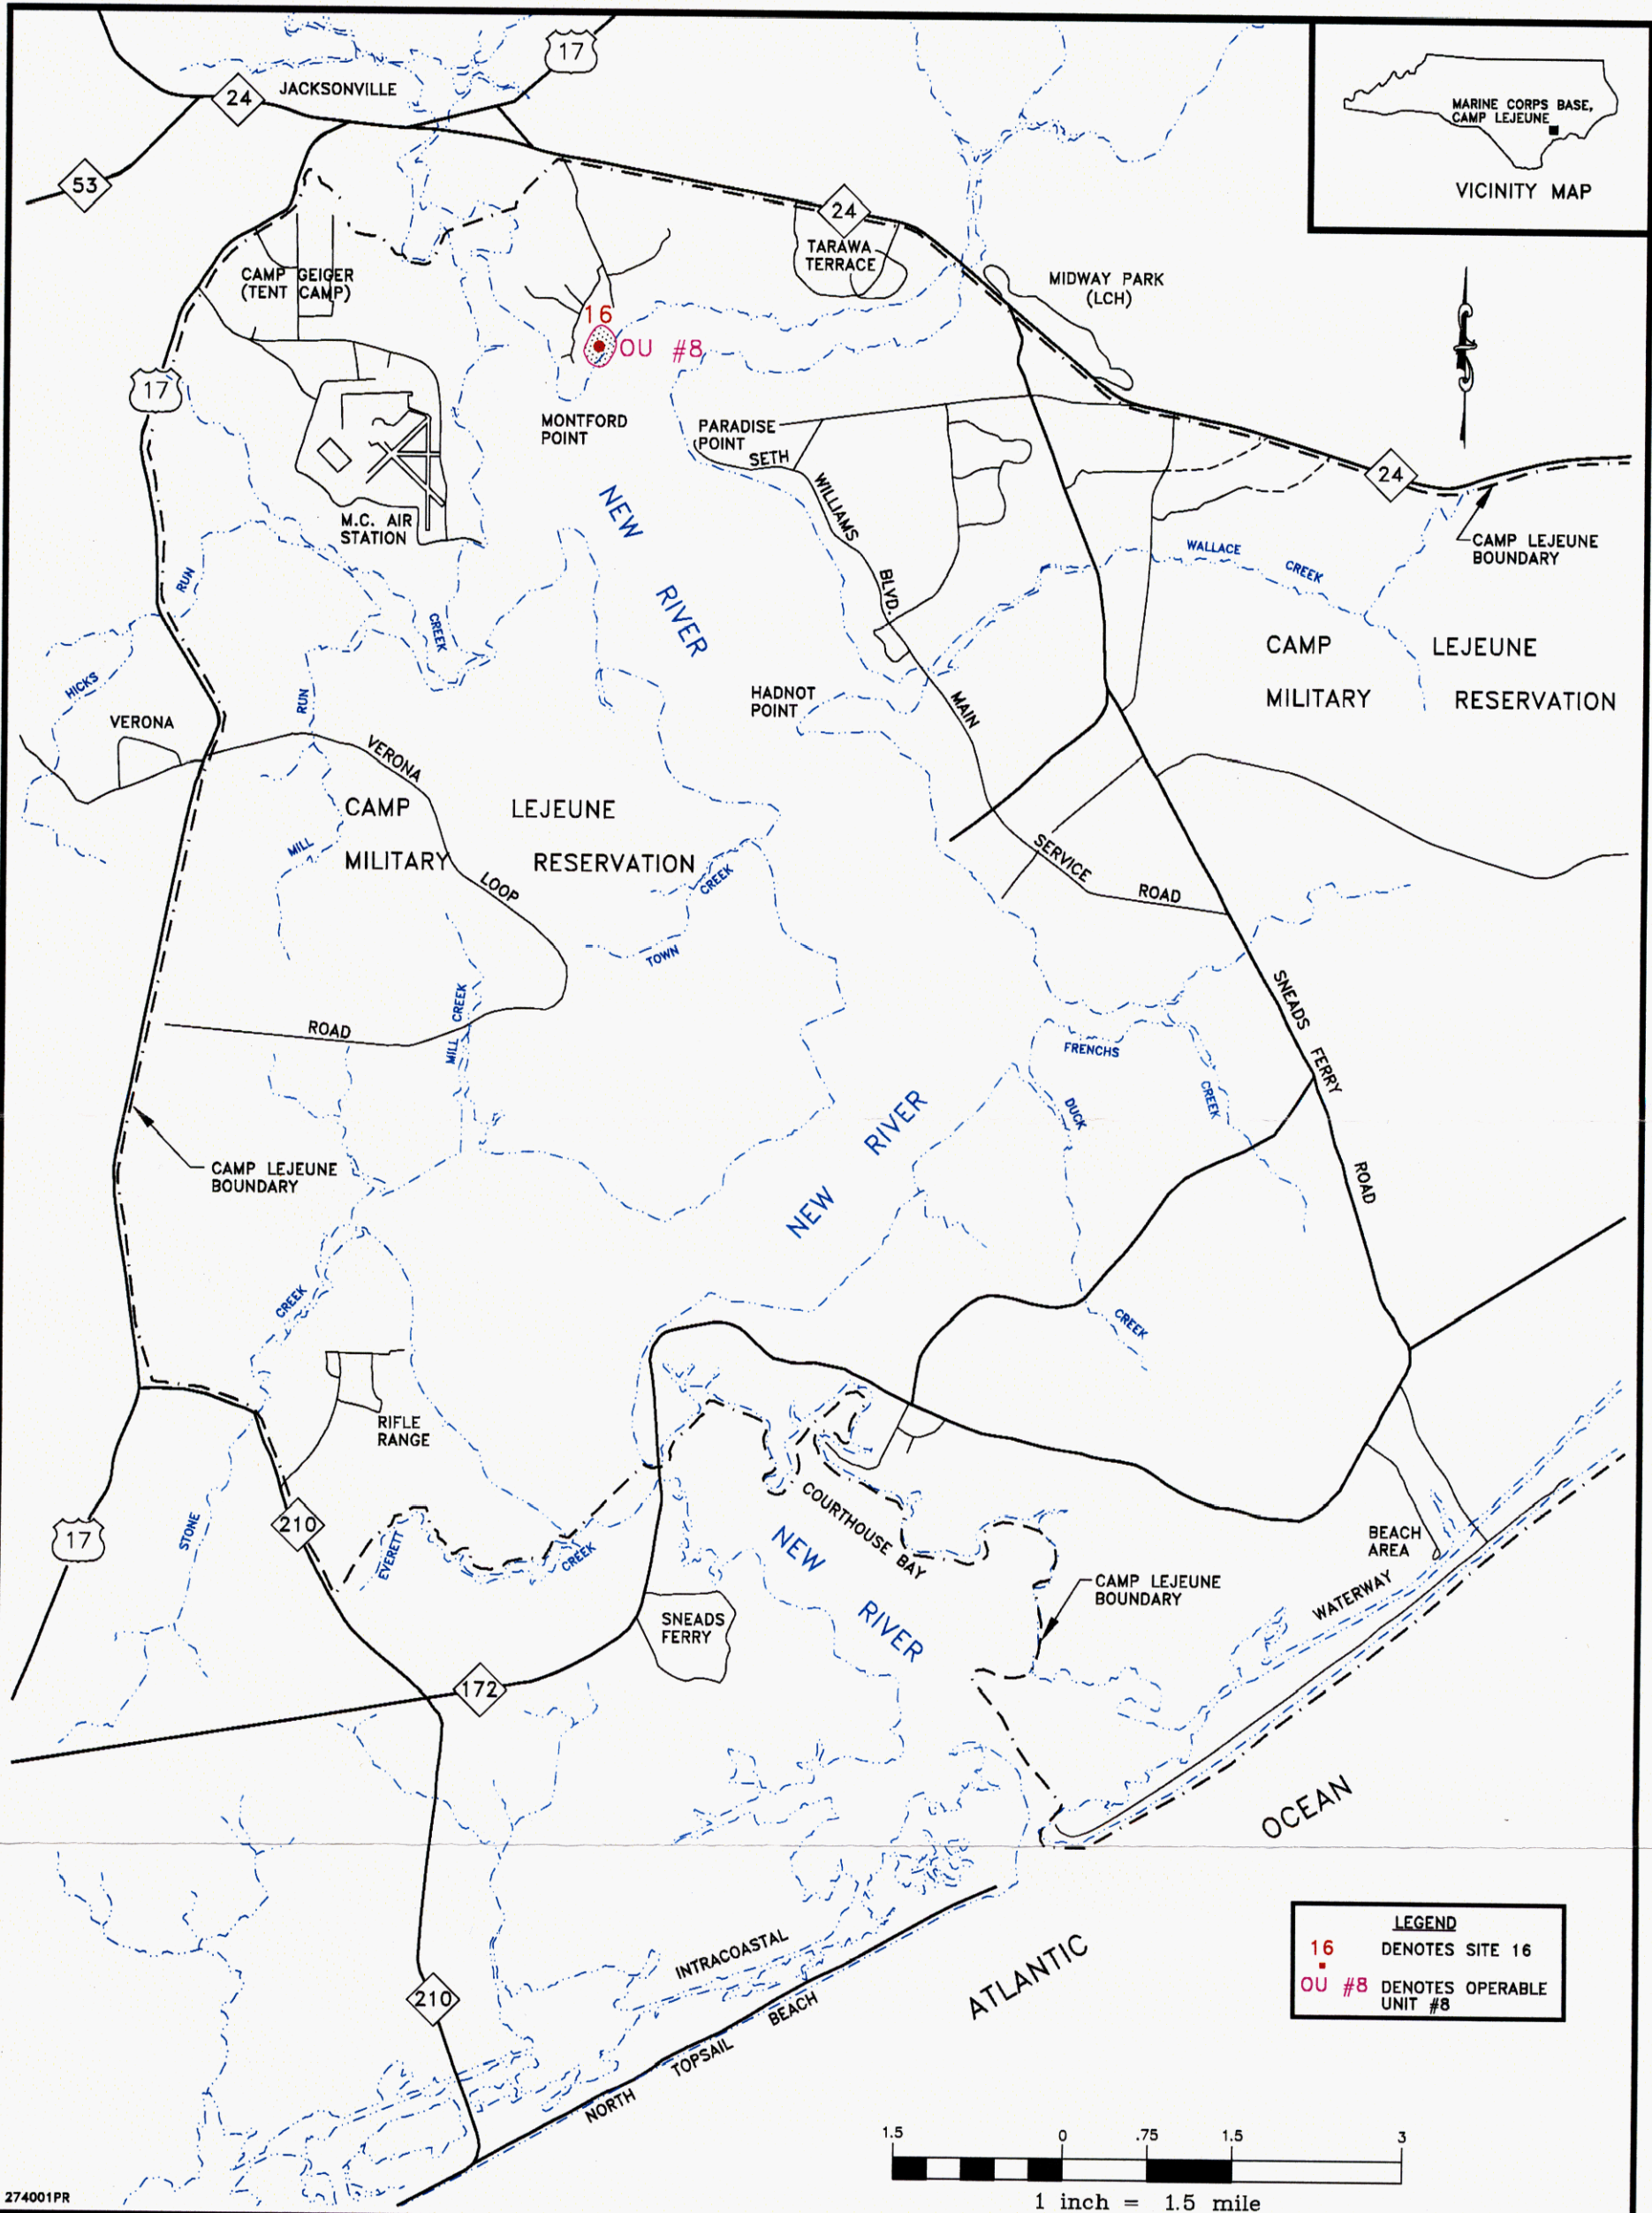 17
JACKSONVILLE
24
53
MARINE CORPS BASE,
CAMP LEJEUNE
VICINITY MAP
24
TARAWA
TERRACE
MIDWAY PARK
(LCH)
CAMP GEIGER
(TENT CAMP)
16
OU #8
17
MONTFORD
POINT
PARADISE
POINT
SETH
WILLIAMS
BLVD.
24
M.C. AIR
STATION
NEW
RIVER
CAMP LEJEUNE
BOUNDARY
WALLACE
CREEK
RUN
CREEK
HICKS
RUN
CAMP LEJEUNE
MILITARY RESERVATION
HADNOT
POINT
MAIN
VERONA
VERONA
CAMP LEJEUNE
MILITARY RESERVATION
MILL
LOOP
CREEK
TOWN
SERVICE
ROAD
SNEADS
FERRY
ROAD
ROAD
MILL CREEK
FRENCHS
CREEK
DUCK
CREEK
NEW RIVER
CAMP LEJEUNE
BOUNDARY
CREEK
RIFLE
RANGE
STONE
17
210
EVERETT
CREEK
COURTHOUSE BAY
NEW
RIVER
BEACH
AREA
WATERWAY
CAMP LEJEUNE
BOUNDARY
SNEADS
FERRY
172
OCEAN
ATLANTIC
INTRACOASTAL
210
NORTH TOPSAIL BEACH
LEGEND
16 DENOTES SITE 16
OU #8 DENOTES OPERABLE
UNIT #8
1.5 0 .75 1.5 3
1 inch = 1.5 mile
274001PR